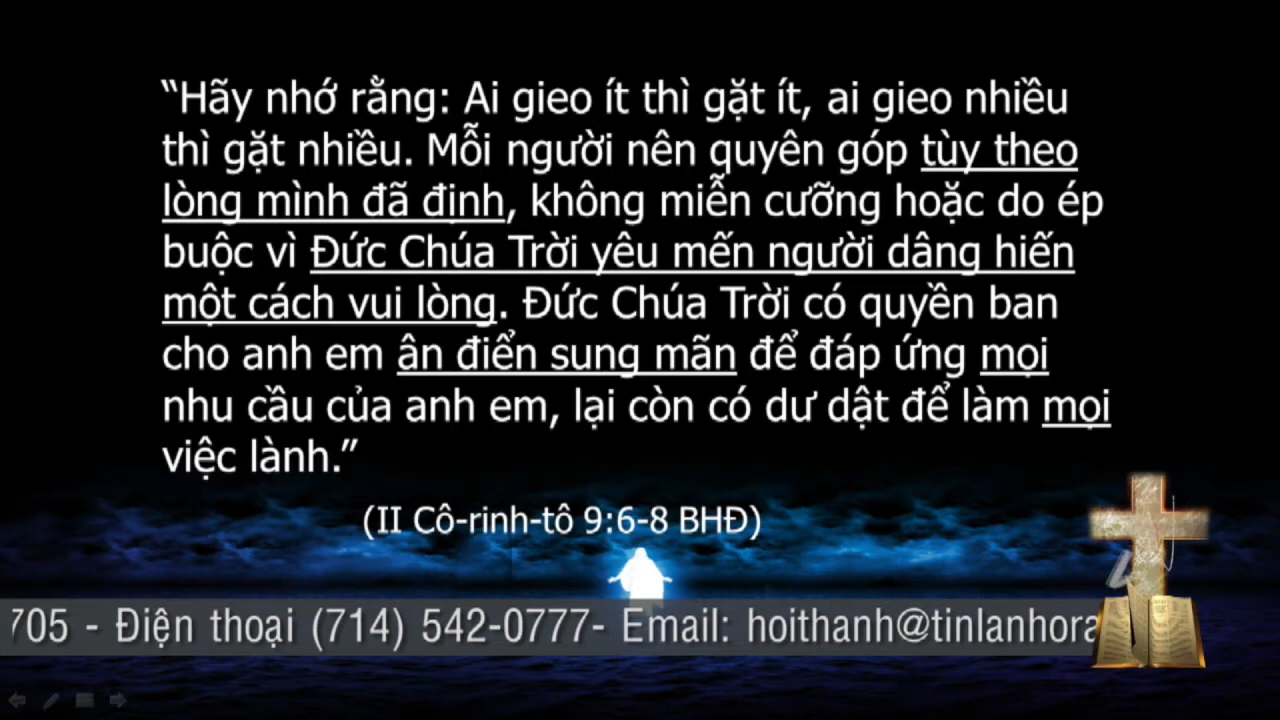 “Hãy nhớ rằng: Ai gieo ít thì gặt ít, ai gieo nhiều
thì gặt nhiều. Mỗi người nên quyên góp tùy theo
lòng mình đã định, không miễn cưỡng hoặc do ép
buộc vì Đức Chúa Trời yêu mến người dâng hiến
một cách vui lòng. Đức Chúa Trời có quyền ban
cho anh em ân điển sung mãn để đáp ứng mọi
nhu cầu của anh em, lại còn có dư dật để làm mọi
việc lành.”
(II Cô-rinh-tô 9:6-8 BHĐ)
705 - Điện thoại (714) 542-0777- Email: hoithanh@tinlanhora